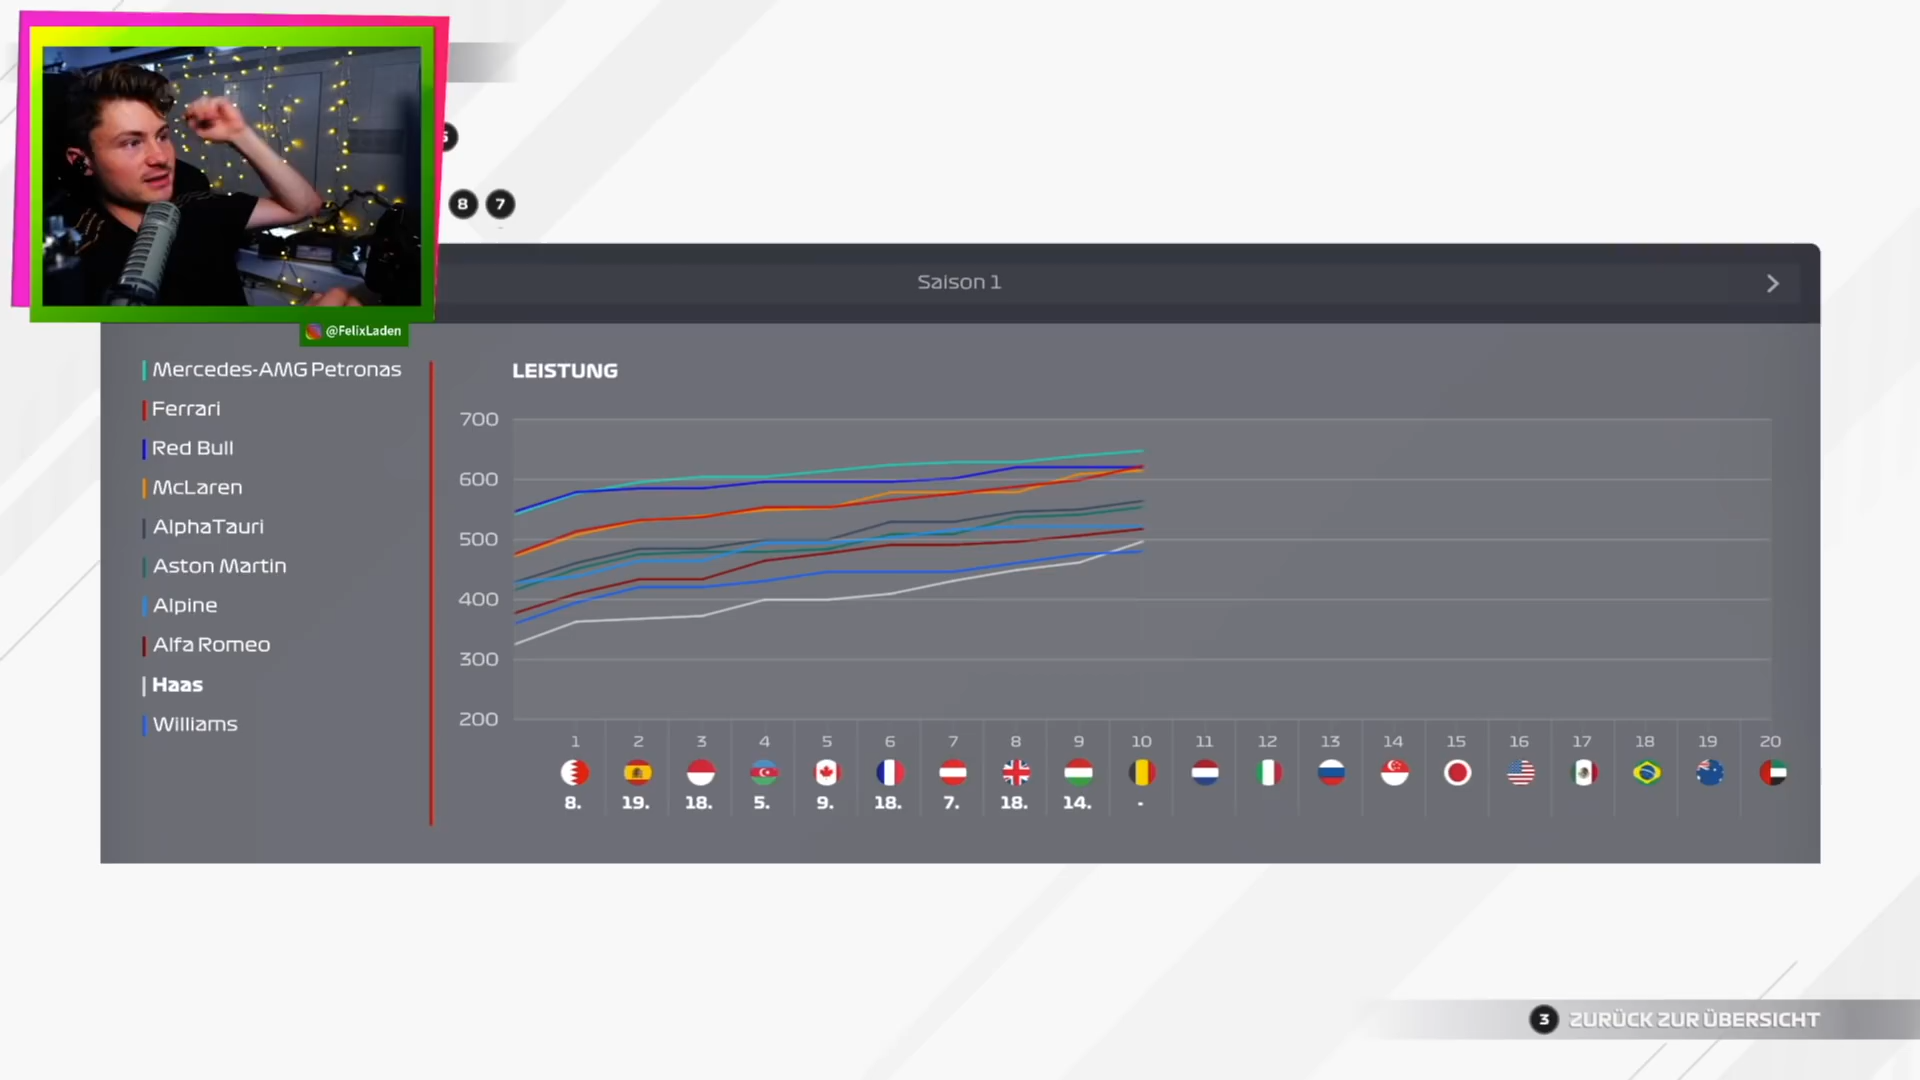 8 7
Saison 1
@FelixLaden
Mercedes-AMG Petronas
Ferrari
Red Bull
McLaren
AlphaTauri
Aston Martin
Alpine
Alfa Romeo
Haas
Williams
LEISTUNG
700
600
500
400
300
200
1 2 3 4 5 6 7 8 9 10 11 12 13 14 15 16 17 18 19 20
8. 19. 18. 5. 9. 18. 7. 18. 14. -
3 ZURÜCK ZUR ÜBERSICHT